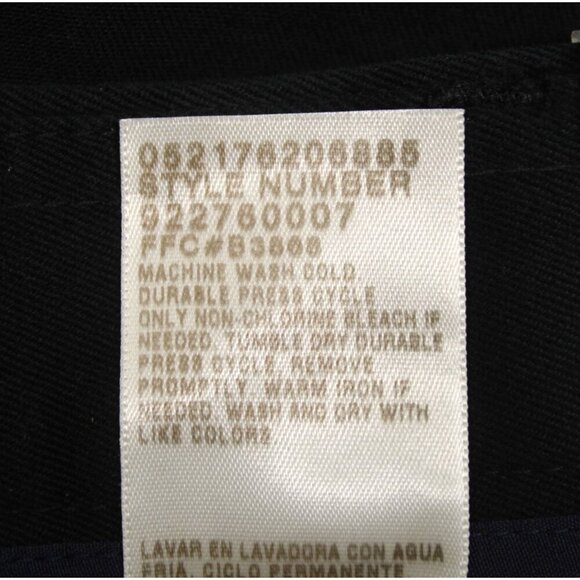 052176206885
STYLE NUMBER
922760007
FFC#B3868
MACHINE WASH COLD
DURABLE PRESS CYCLE
ONLY NON-CHLORINE BLEACH IF
NEEDED. TUMBLE DRY DURABLE
PRESS CYCLE. REMOVE
PROMPTLY. WARM IRON IF
NEEDED. WASH AND DRY WITH
LIKE COLORS
LAVAR EN LAVADORA CON AGUA
FRIA, CICLO PERMANENTE